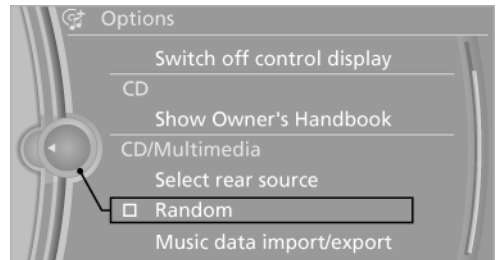 Options
Switch off control display
CD
Show Owner's Handbook
CD/Multimedia
Select rear source
Random
Music data import/export